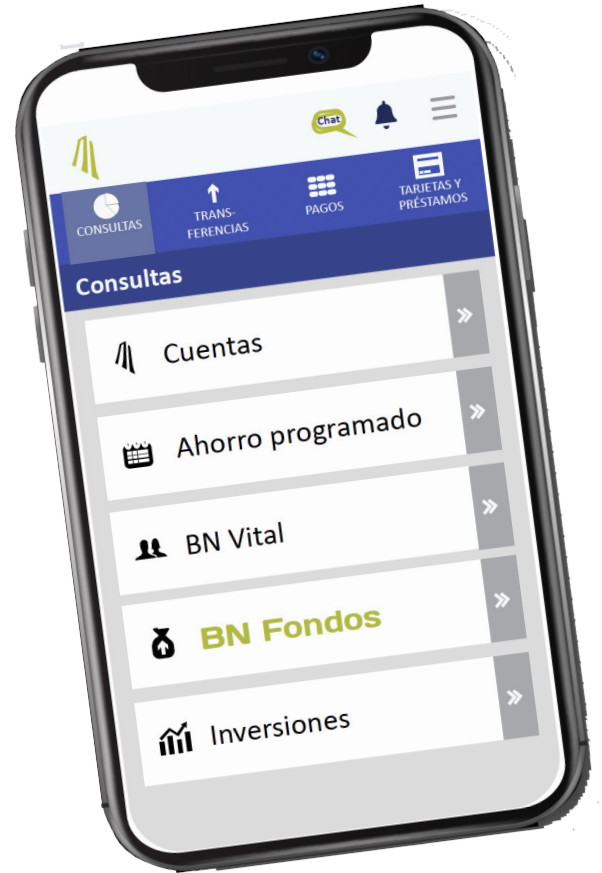 Chat
CONSULTAS
TRANS-
FERENCIAS
PAGOS
TARJETAS Y
PRÉSTAMOS
Consultas
Cuentas
Ahorro programado
BN Vital
BN Fondos
Inversiones